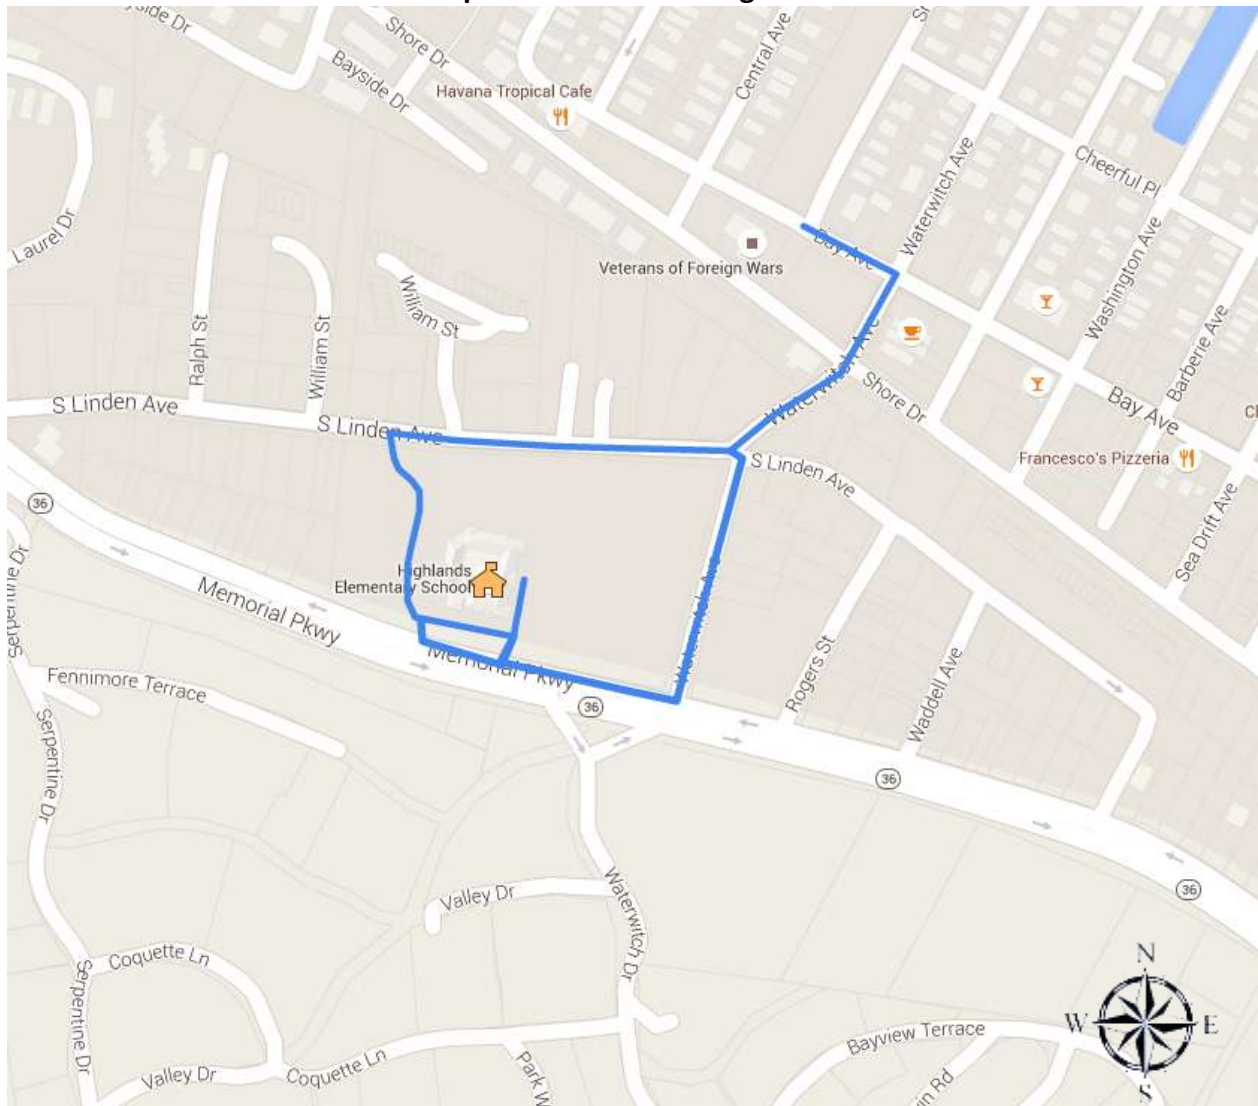 Shore Dr
Bayside Dr
Central Ave
Havana Tropical Cafe
Waterwitch Ave
Cheerful Pl
Laurel Dr
Bay Ave
Veterans of Foreign Wars
Washington Ave
William St
Ralph St
William St
Waterwitch Ave
Barberie Ave
Shore Dr
Bay Ave
S Linden Ave
S Linden Ave
Francesco's Pizzeria
S Linden Ave
Sea Drift Ave
36
Serpentine Dr
Highlands
Elementary School
Memorial Pkwy
Waterwitch Ave
Memorial Pkwy
Rogers St
Waddell Ave
Fennimore Terrace
36
Serpentine Dr
36
36
Valley Dr
Waterwitch Dr
Coquette Ln
Serpentine Dr
N
W
E
S
Bayview Terrace
Coquette Ln
Valley Dr